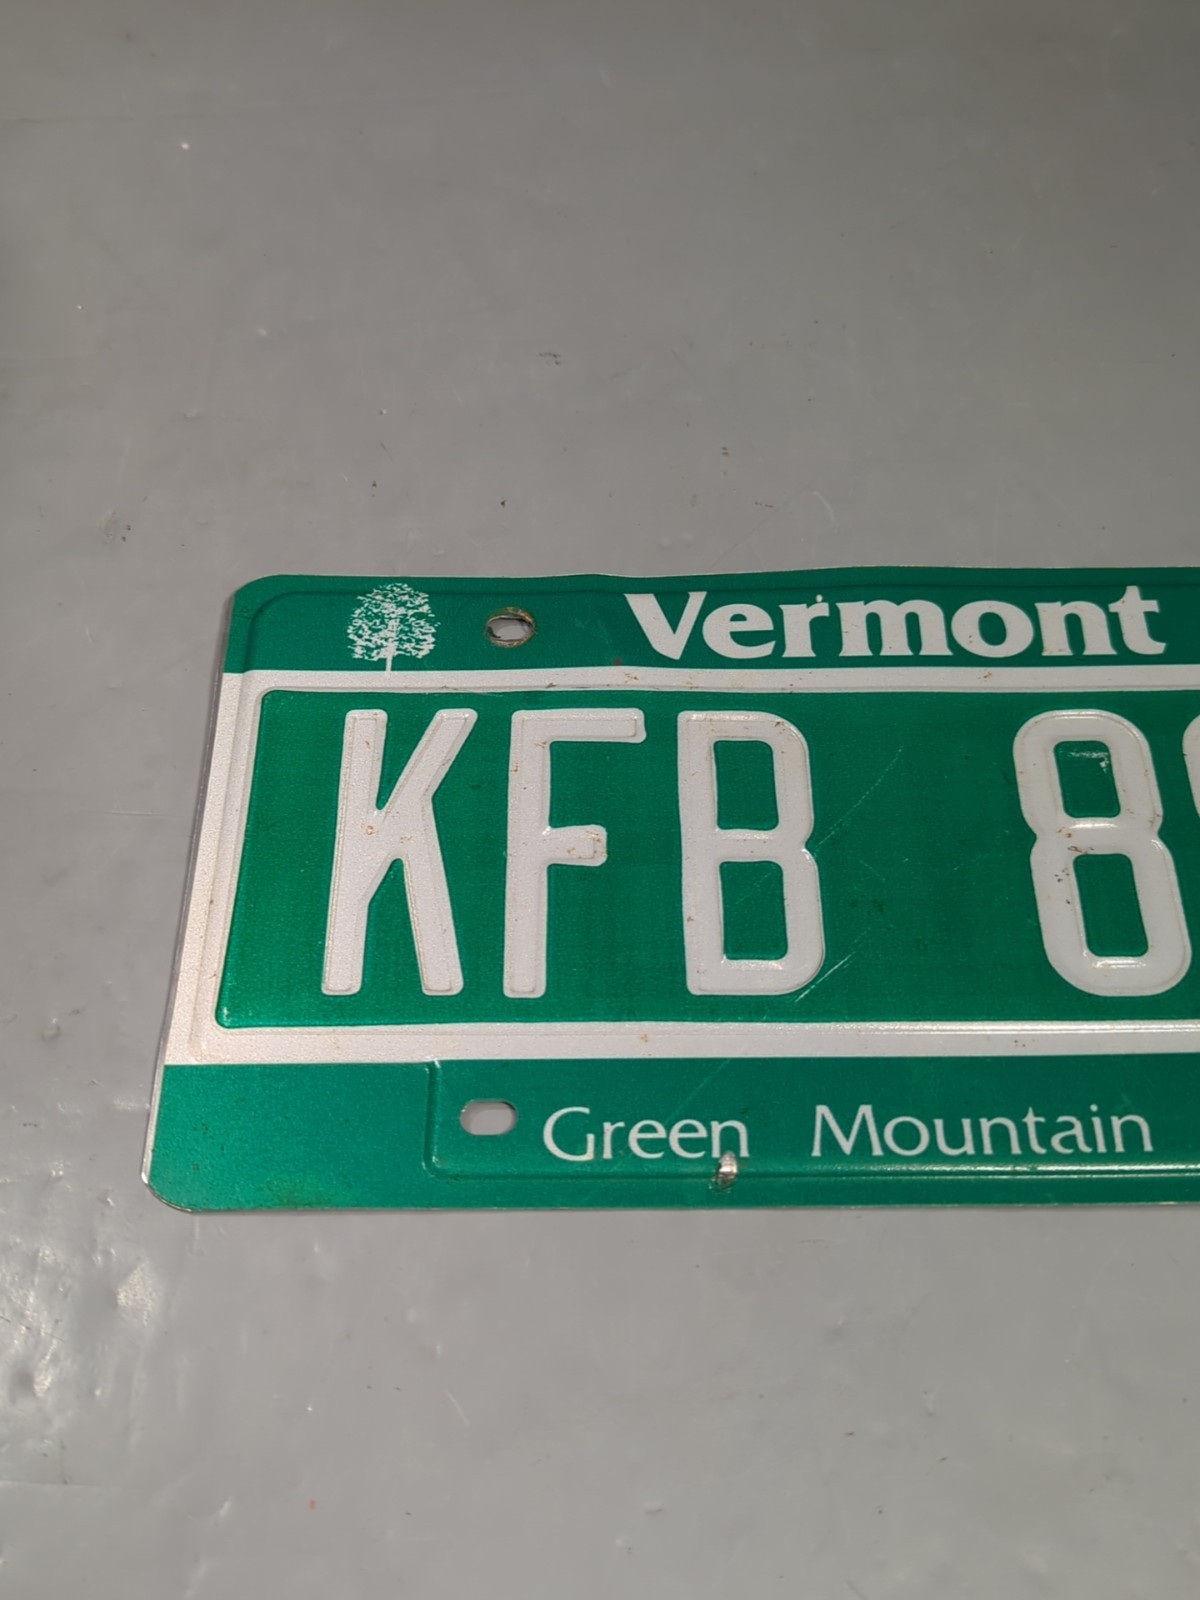 Vermont
KFB 8
Green Mountain